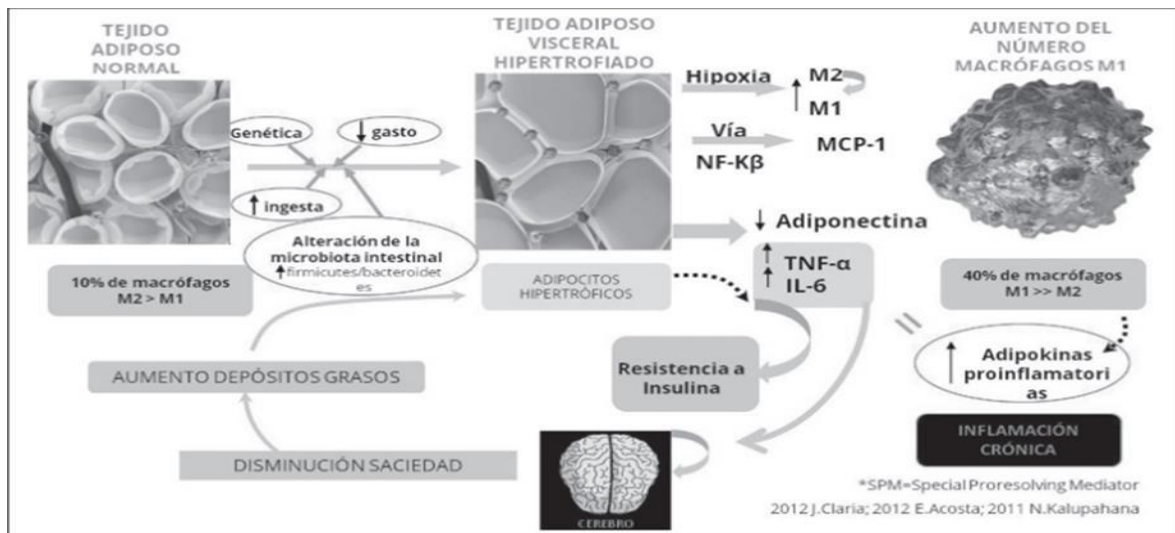 TEJIDO
ADIPOSO
NORMAL
TEJIDO ADIPOSO
VISCERAL
HIPERTROFIADO
AUMENTO DEL
NÚMERO
MACRÓFAGOS M1
Hipoxia
↑ M2
M1
Vía
NF-Kβ
MCP-1
Genética
↓ gasto
↑ ingesta
Alteración de la
microbiota intestinal
↑firmicutes/bacteroidet
es
↓ Adiponectina
↑ TNF-α
↑ IL-6
10% de macrófagos
M2 > M1
ADIPOCITOS
HIPERTRÓFICOS
40% de macrófagos
M1 >> M2
=
↑ Adipokinas
proinflamatori
as
Resistencia a
Insulina
AUMENTO DEPÓSITOS GRASOS
INFLAMACIÓN
CRÓNICA
DISMINUCIÓN SACIEDAD
CEREBRO
*SPM=Special Proresolving Mediator
2012 J.Claria; 2012 E.Acosta; 2011 N.Kalupahana